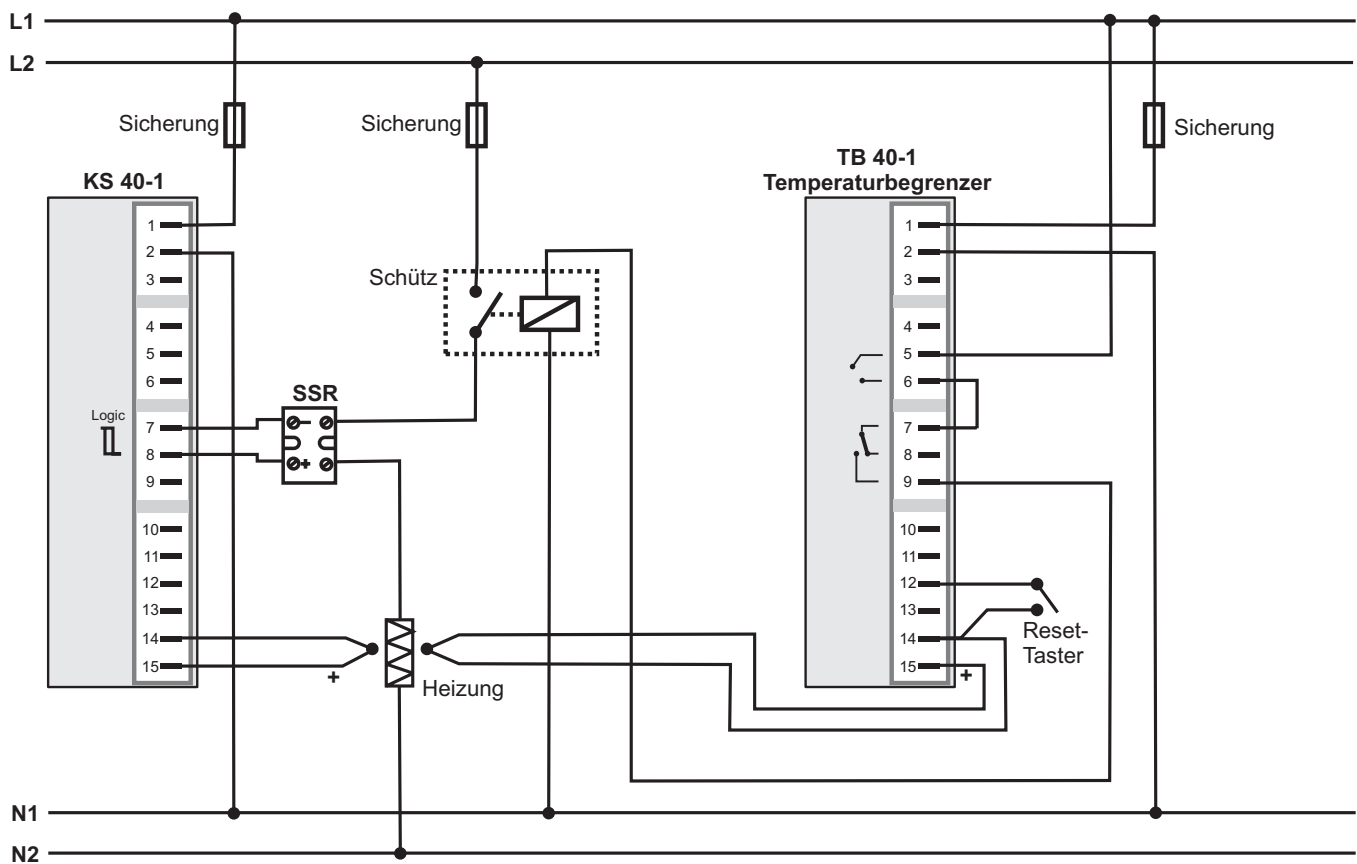 L1
L2
Sicherung
Sicherung
Sicherung
KS 40-1
TB 40-1
Temperaturbegrenzer
1
2
3
4
5
6
7
8
9
10
11
12
13
14
15
Logic
SSR
-
+
Schütz
+
Heizung
1
2
3
4
5
6
7
8
9
10
11
12
13
14
15
+
Reset-
Taster
N1
N2